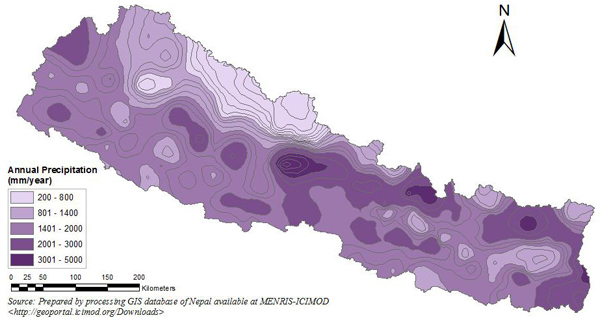 N
Annual Precipitation
(mm/year)
200 - 800
801 - 1400
1401 - 2000
2001 - 3000
3001 - 5000
0 25 50 100 150 200
Kilometers
Source: Prepared by processing GIS database of Nepal available at MENRIS-ICIMOD
<http://geoportal.icimod.org/Downloads>